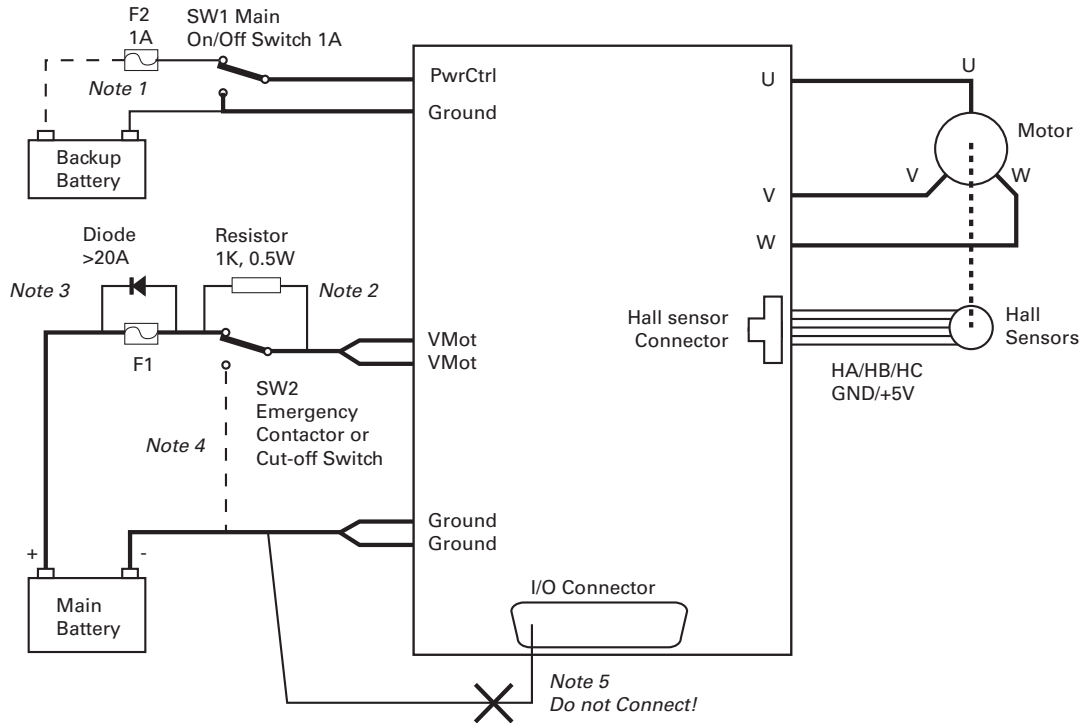 F2
1A
SW1 Main
On/Off Switch 1A
Note 1
Backup
Battery
PwrCtrl
Ground
U
U
Motor
V
W
V
W
Diode
>20A
Resistor
1K, 0.5W
Note 3
Note 2
F1
VMot
VMot
SW2
Emergency
Contactor or
Cut-off Switch
Note 4
Hall sensor
Connector
Hall
Sensors
HA/HB/HC
GND/+5V
Ground
Ground
+
-
Main
Battery
I/O Connector
Note 5
Do not Connect!